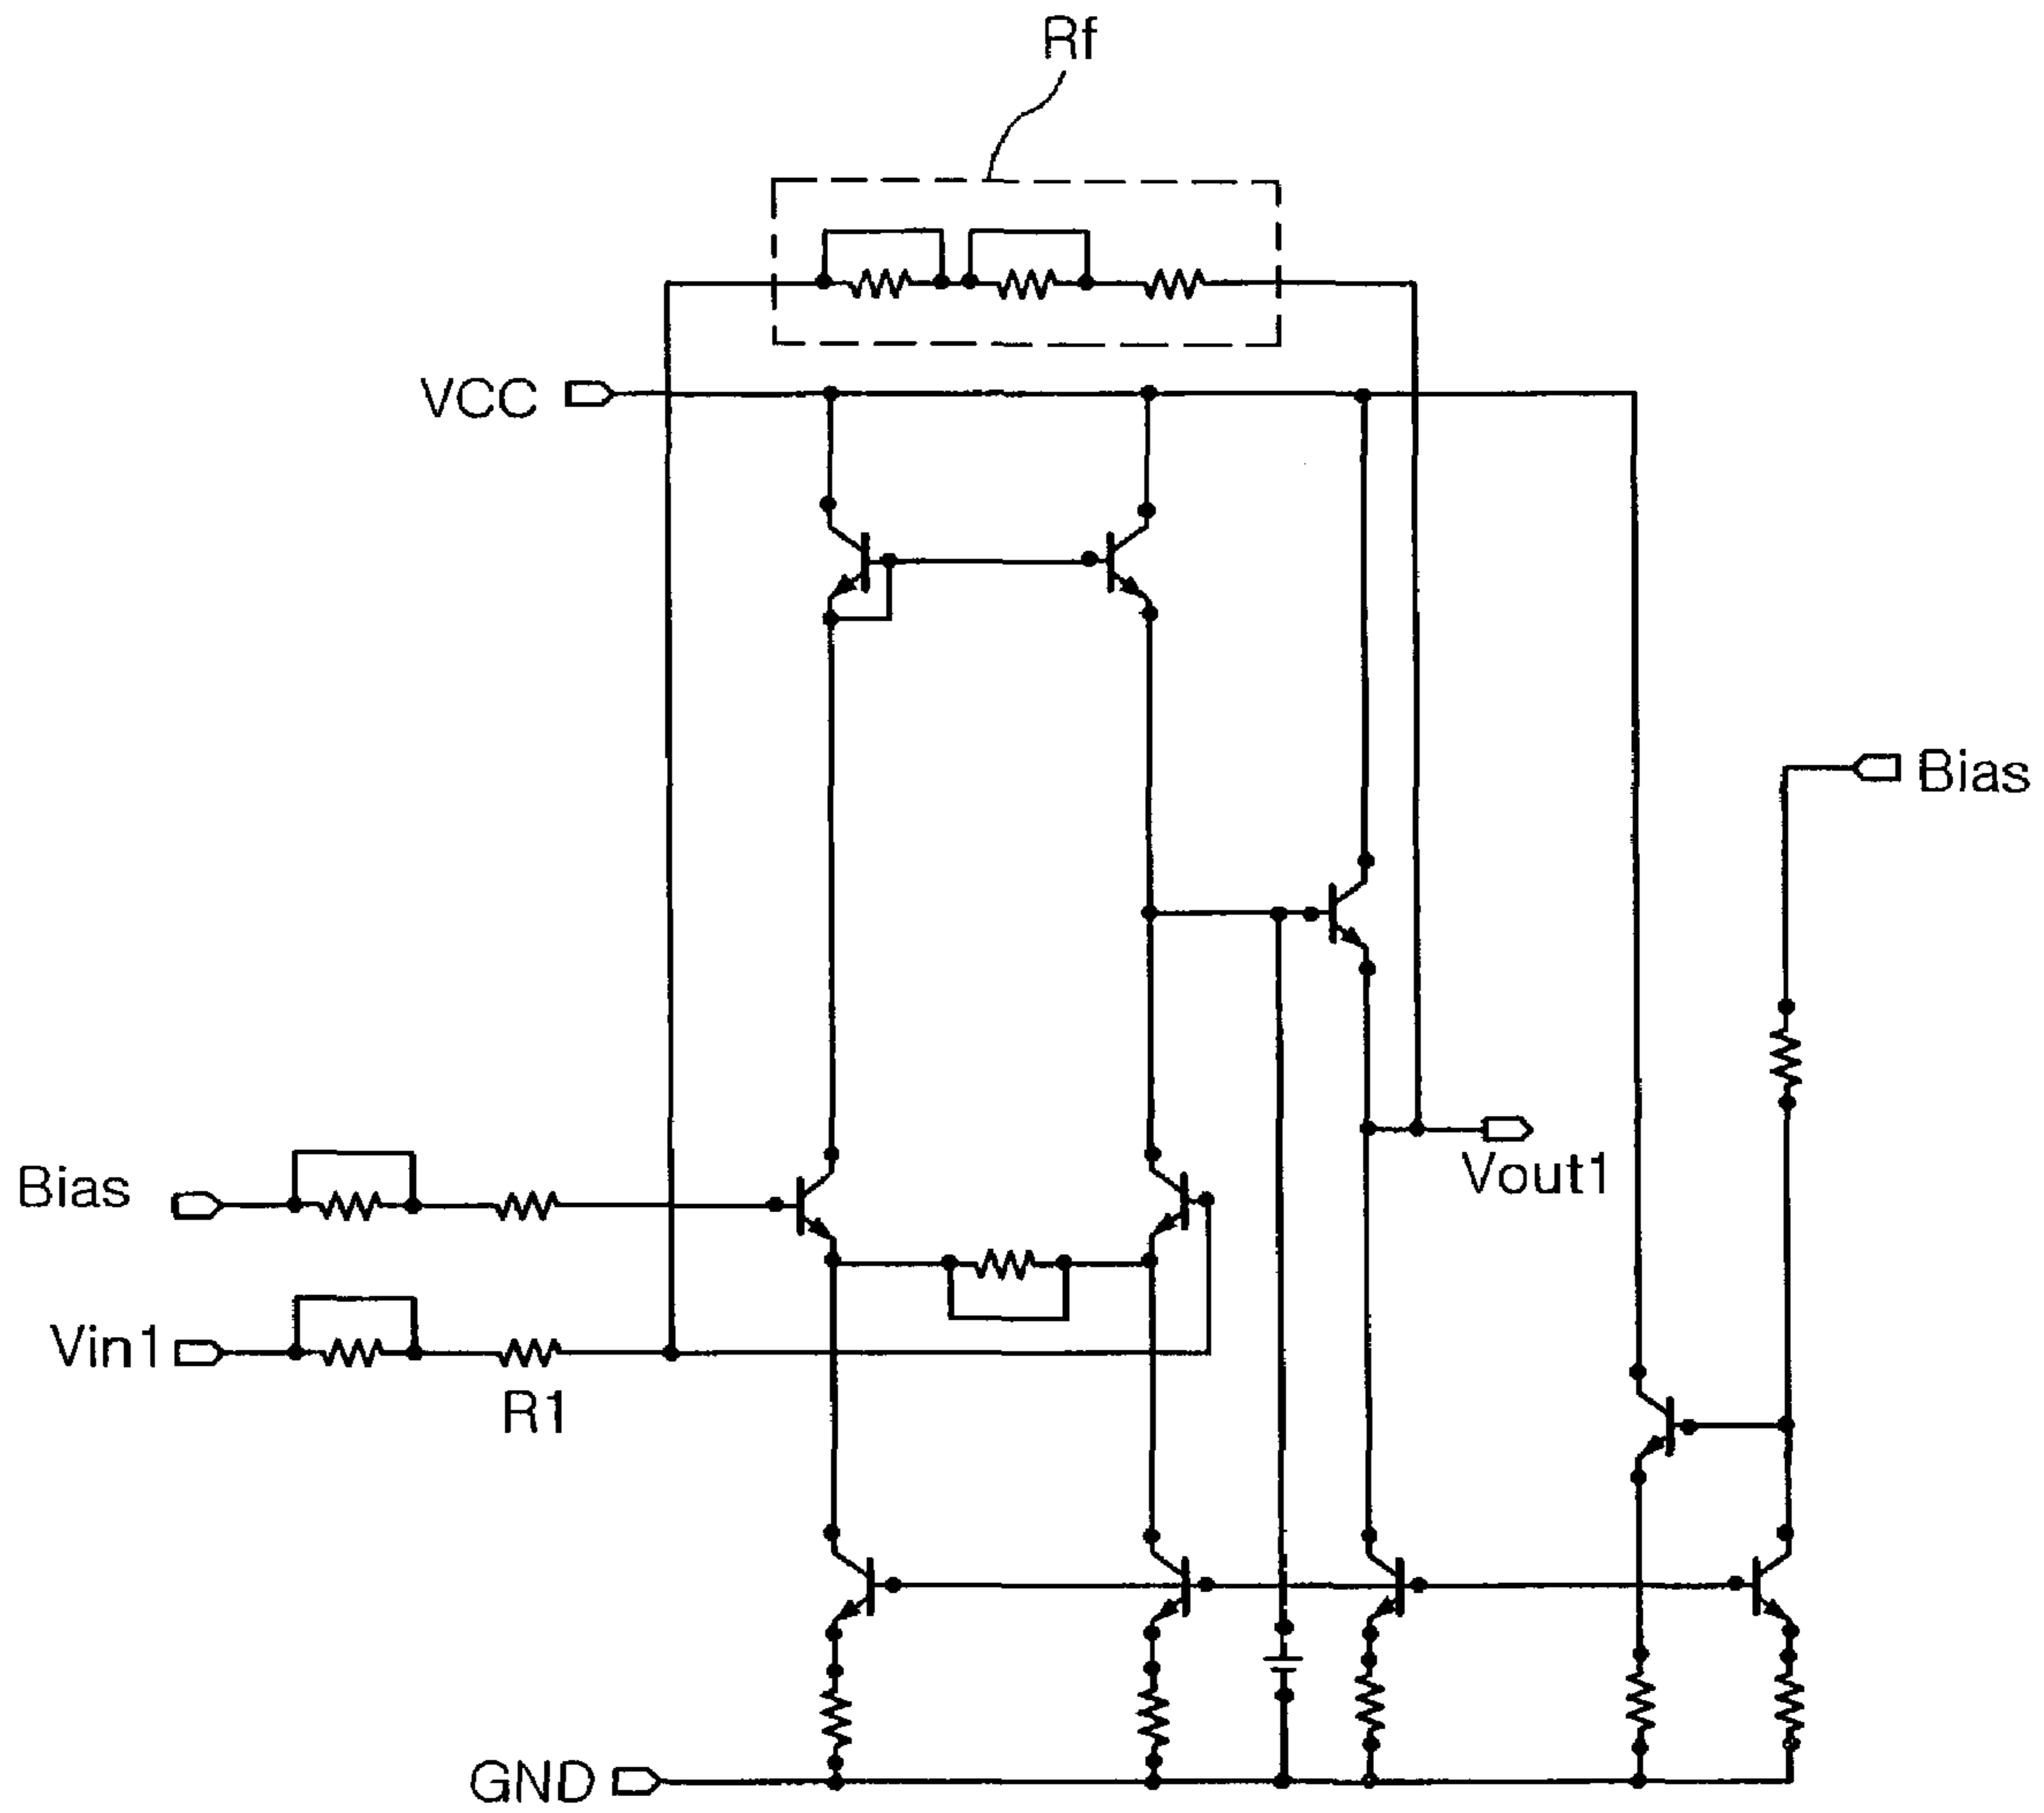 Rf
VCC
Bias
Bias
Vout1
Vin1
R1
GND